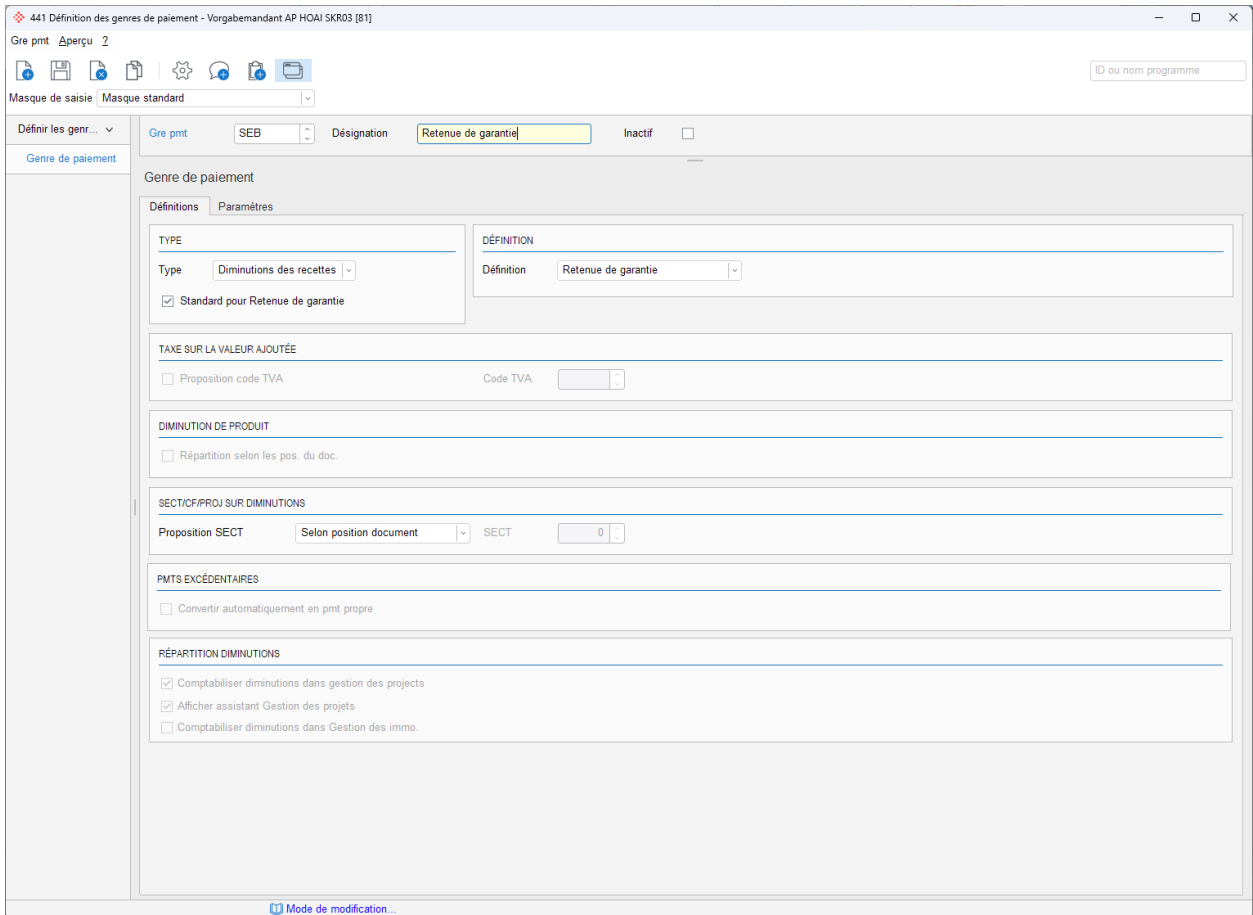 441 Définition des genres de paiement - Vorgabemandant AP HOAI SKR03 [81]
Gre pmt Aperçu ?
ID ou nom programme
Masque de saisie Masque standard
Définir les genr...
Gre pmt SEB Désignation Retenue de garantie Inactif
Genre de paiement
Genre de paiement
Définitions Paramètres
TYPE
DÉFINITION
Type Diminutions des recettes
Définition Retenue de garantie
Standard pour Retenue de garantie
TAXE SUR LA VALEUR AJOUTÉE
Proposition code TVA Code TVA
DIMINUTION DE PRODUIT
Répartition selon les pos. du doc.
SECT/CF/PROJ SUR DIMINUTIONS
Proposition SECT Selon position document SECT 0
PMTS EXCÉDENTAIRES
Convertir automatiquement en pmt propre
RÉPARTITION DIMINUTIONS
Comptabiliser diminutions dans gestion des projects
Afficher assistant Gestion des projets
Comptabiliser diminutions dans Gestion des immo.
Mode de modification...